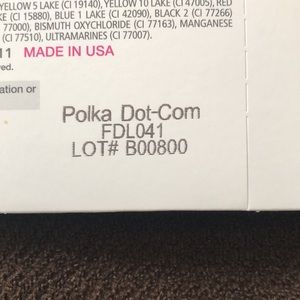 YELLOW 5 LAKE (CI 19140), YELLOW 10 LAKE (CI 47005), RED
KE (CI 15880), BLUE 1 LAKE (CI 42090), BLACK 2 (CI 77266)
77000), BISMUTH OXYCHLORIDE (CI 77163), MANGANESE
(CI 77510), ULTRAMARINES (CI 77007).
11 MADE IN USA
ved.
ation or
Polka Dot-Com
FDL041
LOT# B00800